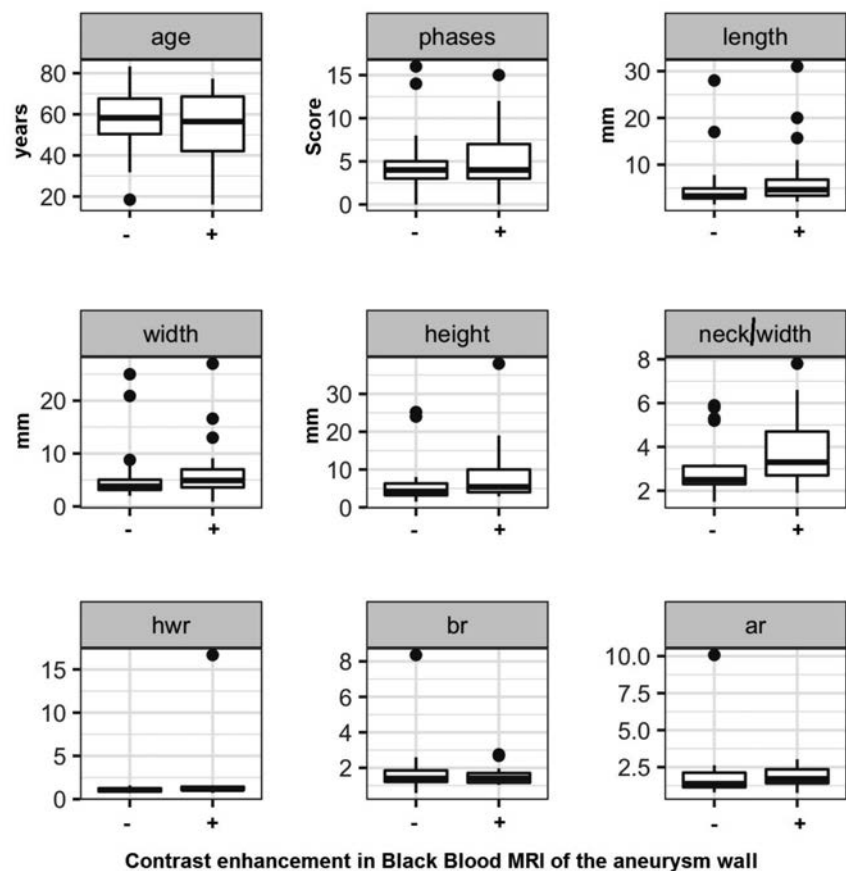 age phases length
years 80 60 40 20
Score 15 10 5 0
mm 30 20 10
- + - + - +
width height neck/width
mm 20 10 0
mm 30 20 10 0
8 6 4 2
- + - + - +
hwr br ar
15 10 5 0
8 6 4 2
10.0 7.5 5.0 2.5
- + - + - +
Contrast enhancement in Black Blood MRI of the aneurysm wall